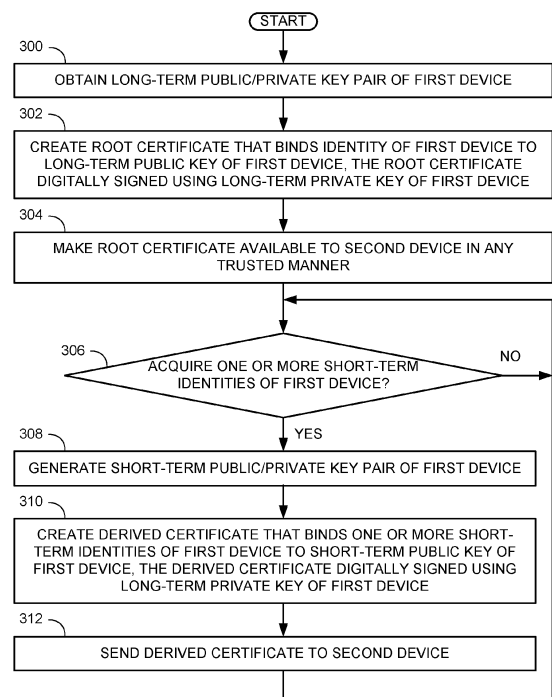 START
300
OBTAIN LONG-TERM PUBLIC/PRIVATE KEY PAIR OF FIRST DEVICE
302
CREATE ROOT CERTIFICATE THAT BINDS IDENTITY OF FIRST DEVICE TO
LONG-TERM PUBLIC KEY OF FIRST DEVICE, THE ROOT CERTIFICATE
DIGITALLY SIGNED USING LONG-TERM PRIVATE KEY OF FIRST DEVICE
304
MAKE ROOT CERTIFICATE AVAILABLE TO SECOND DEVICE IN ANY
TRUSTED MANNER
306
ACQUIRE ONE OR MORE SHORT-TERM
IDENTITIES OF FIRST DEVICE?
NO
YES
308
GENERATE SHORT-TERM PUBLIC/PRIVATE KEY PAIR OF FIRST DEVICE
310
CREATE DERIVED CERTIFICATE THAT BINDS ONE OR MORE SHORT-
TERM IDENTITIES OF FIRST DEVICE TO SHORT-TERM PUBLIC KEY OF
FIRST DEVICE, THE DERIVED CERTIFICATE DIGITALLY SIGNED USING
LONG-TERM PRIVATE KEY OF FIRST DEVICE
312
SEND DERIVED CERTIFICATE TO SECOND DEVICE